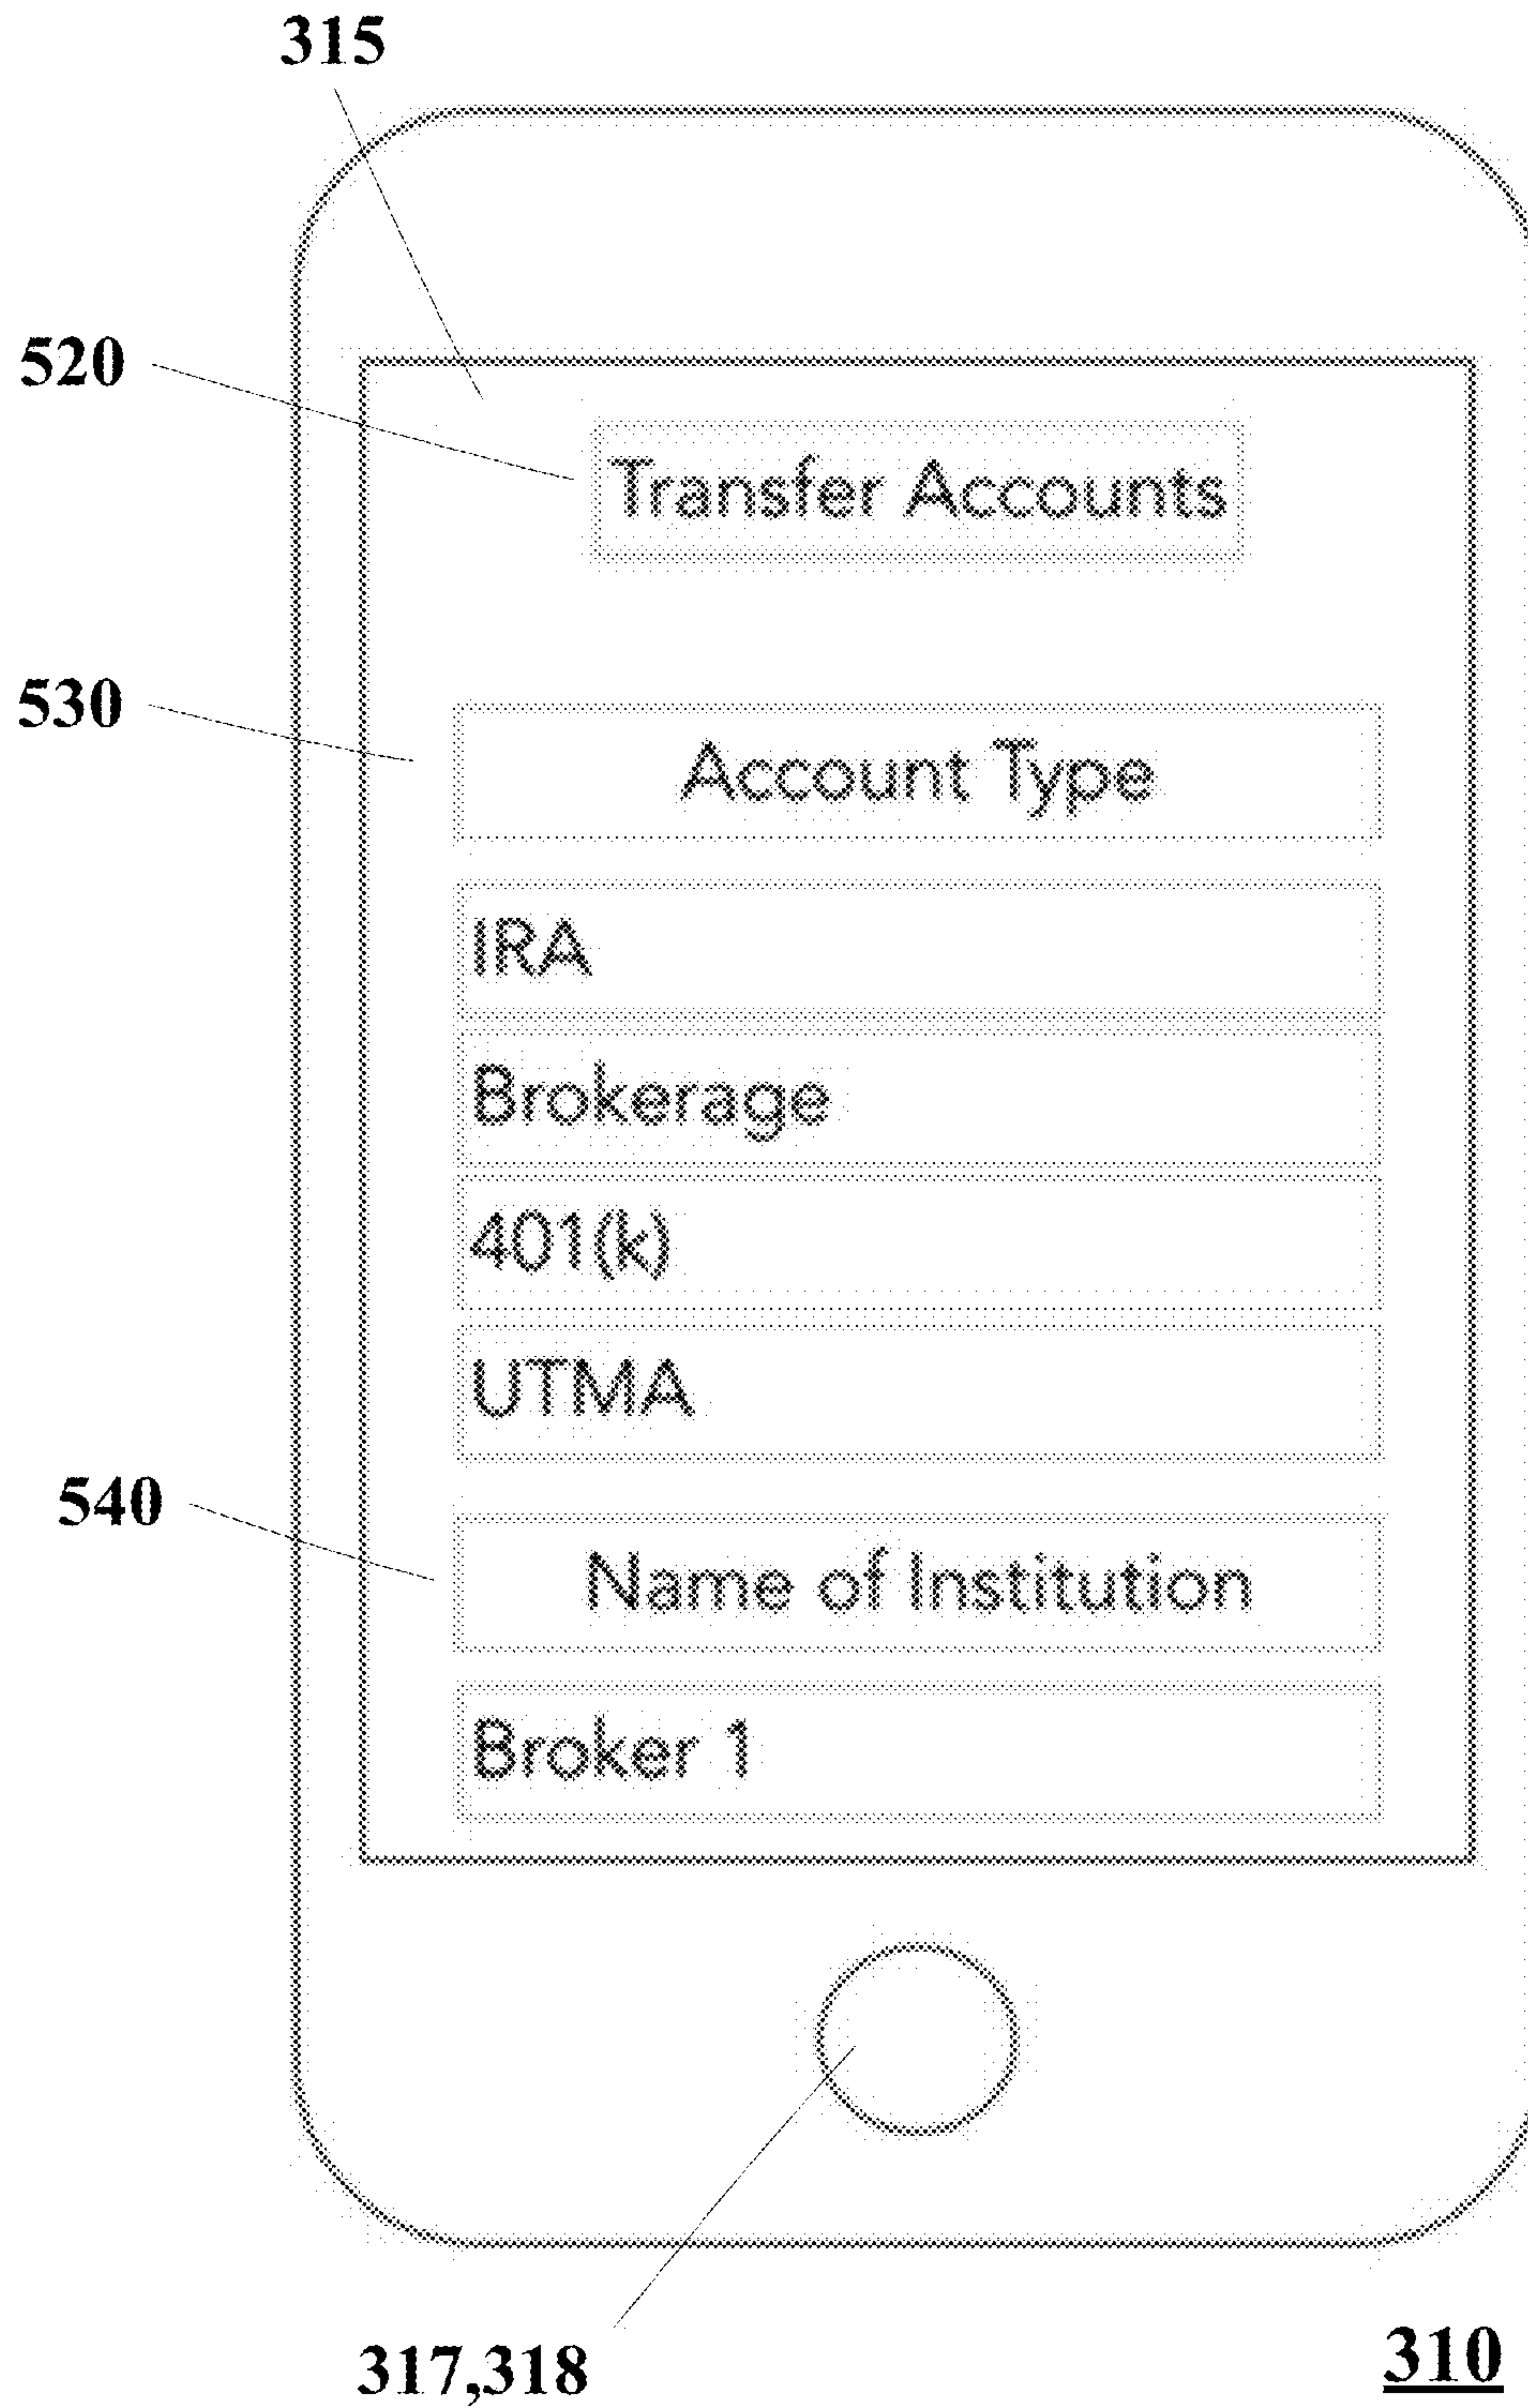 315
520
Transfer Accounts
530
Account Type
IRA
Brokerage
401(k)
UTMA
540
Name of Institution
Broker 1
317,318
310